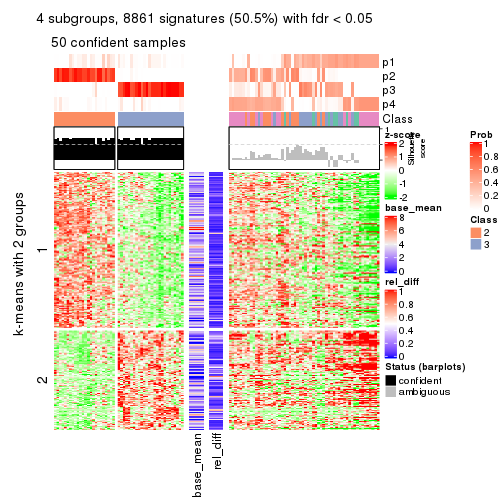 4 subgroups, 8861 signatures (50.5%) with fdr < 0.05
50 confident samples
p1
p2
p3
p4
Class
1
Silhouette
score
k-means with 2 groups
1
2
base_mean
rel_diff
z-score
2
1
0
-1
-2
base_mean
8
6
4
2
0
rel_diff
1
0.8
0.6
0.4
0.2
0
Status (barplots)
confident
ambiguous
Prob
1
0.8
0.6
0.4
0.2
0
Class
2
3